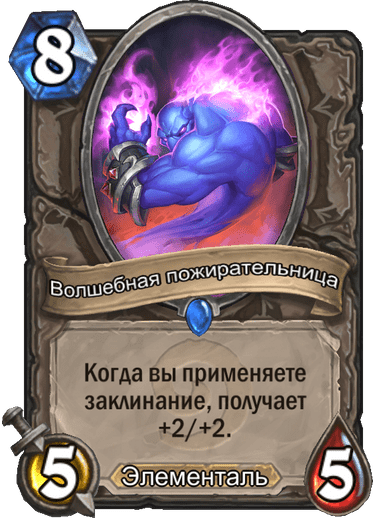 8
Волшебная пожирательница
Когда вы применяете
заклинание, получает
+2/+2.
5
Элементаль
5